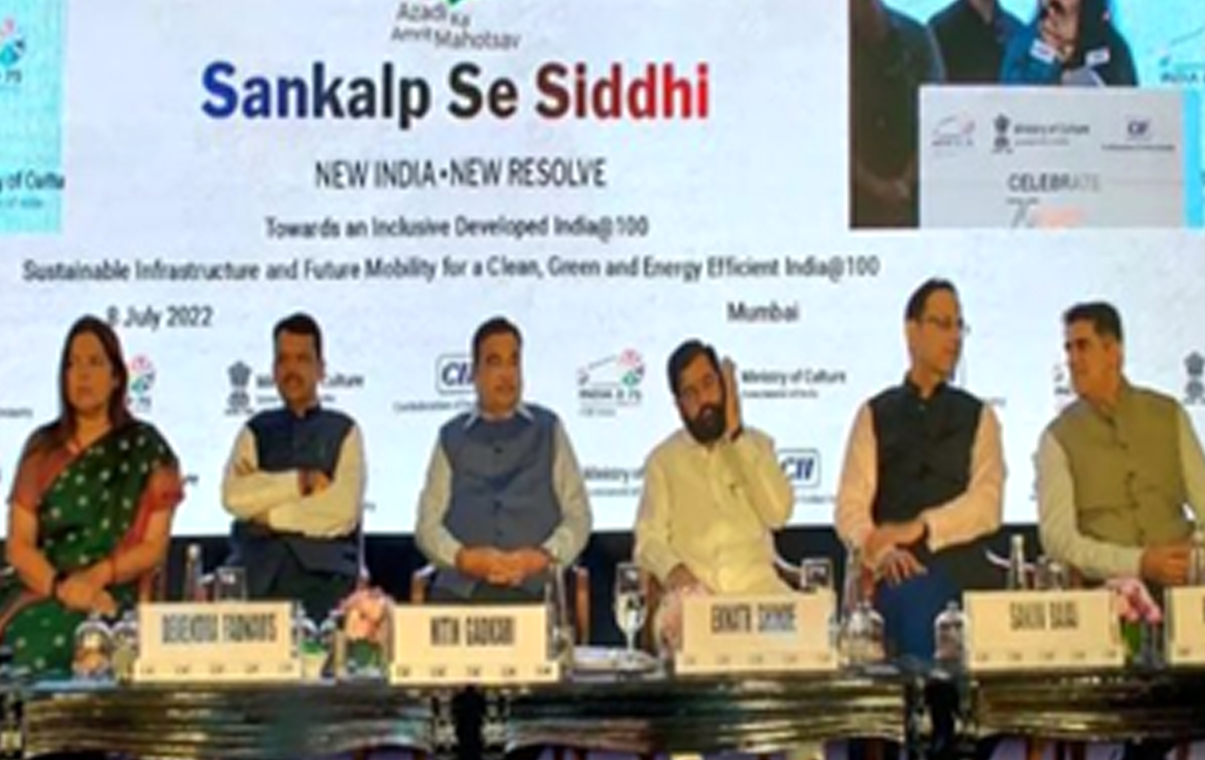 Azadi Ka
Amrit Mahotsav
Sankalp Se Siddhi
NEW INDIA•NEW RESOLVE
Towards an Inclusive Developed India@100
Sustainable Infrastructure and Future Mobility for a Clean, Green and Energy Efficient India@100
8 July 2022
Mumbai
y of Cultu
Ministry of Culture
CII
CELEBRATE
CII
INDIA @ 75
Ministry of Culture
CII
DEVENDRA FADNAVIS
NITIN GADKARI
EKNATH SHINDE